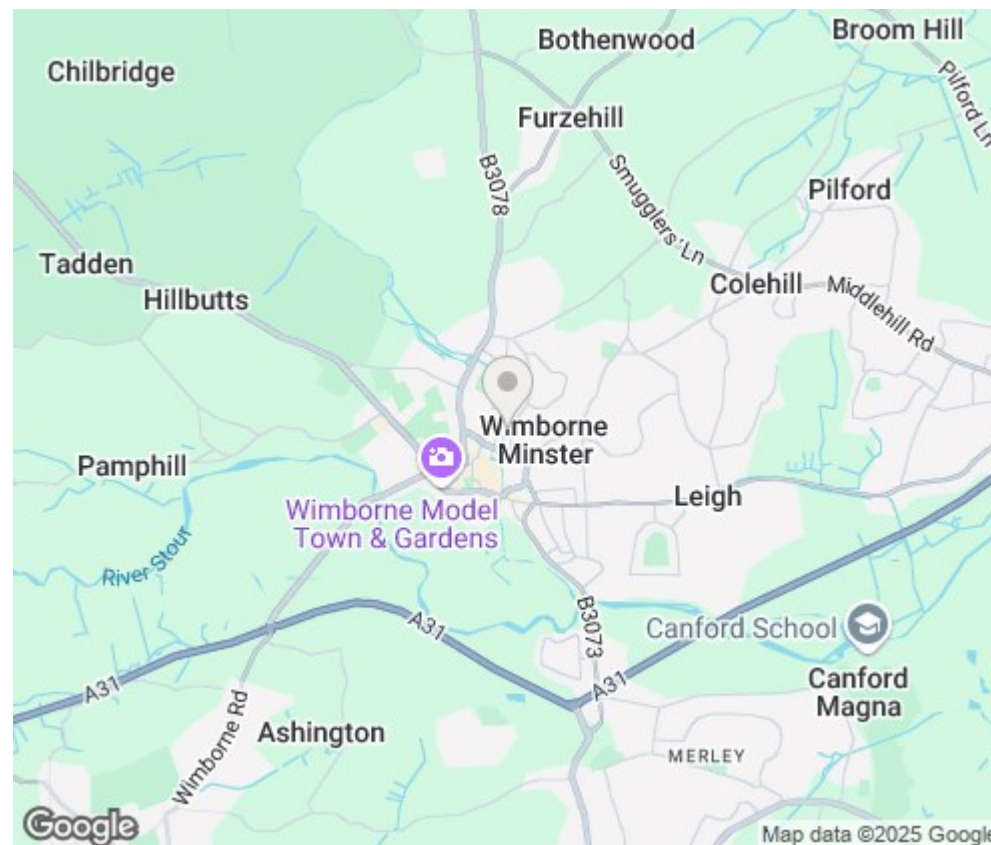 Bothenwood
Broom Hill
Chilbridge
Pilford Ln
Furzehill
B3078
Smugglers' Ln
Pilford
Tadden
Hillbutts
Colehill
Middlehill Rd
Wimborne
Minster
Pamphill
Leigh
Wimborne Model
Town & Gardens
River Stour
B3073
A31
Canford School
A31
A31
Canford
Magna
Wimborne Rd
Ashington
MERLEY
Google
Map data ©2025 Google